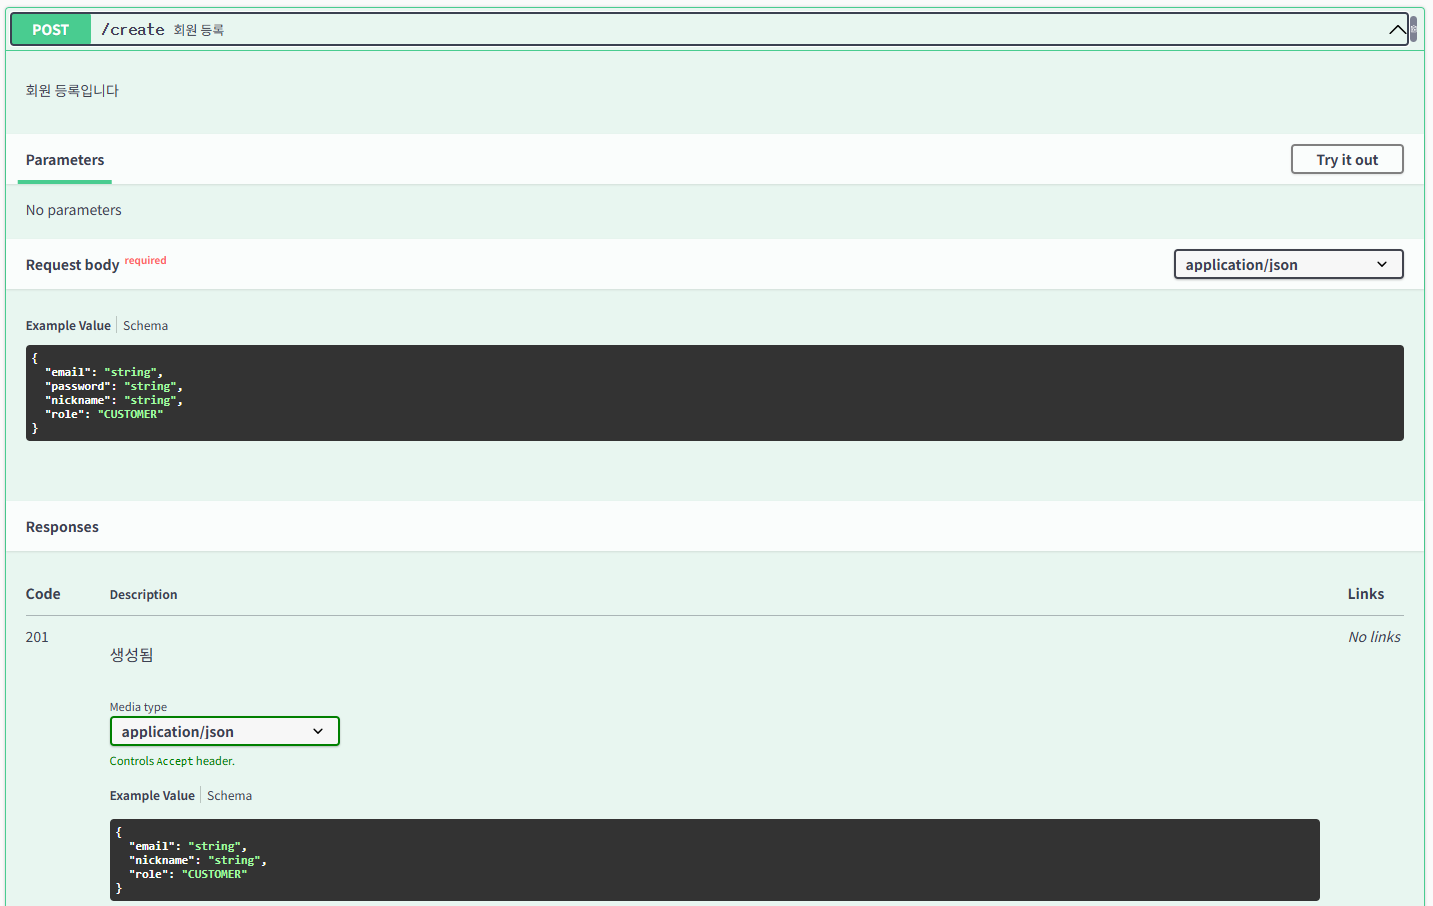 POST /create 회원 등록
회원 등록입니다
Parameters Try it out
No parameters
Request body required application/json
Example Value Schema
{
  "email": "string",
  "password": "string",
  "nickname": "string",
  "role": "CUSTOMER"
}
Responses
Code Description Links
201 No links
생성됨
Media type
application/json
Controls Accept header.
Example Value Schema
{
  "email": "string",
  "nickname": "string",
  "role": "CUSTOMER"
}